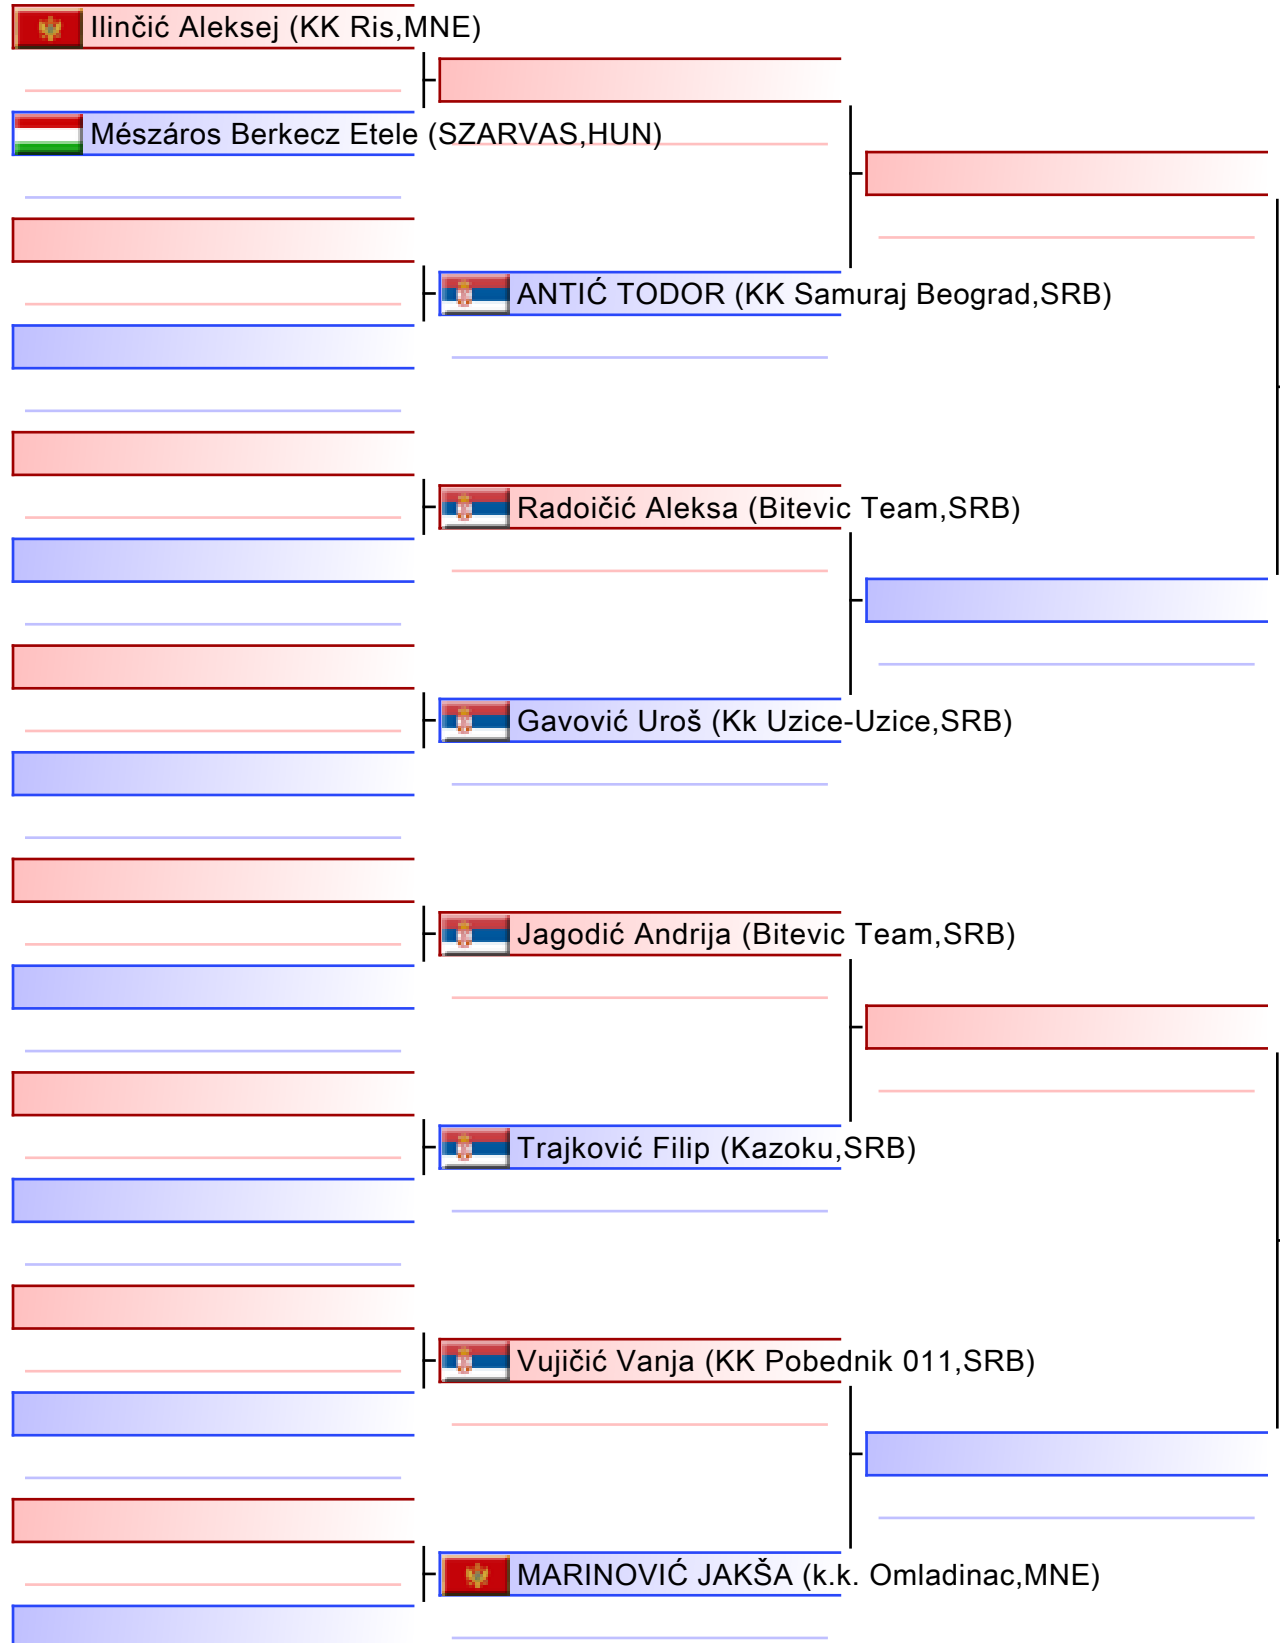 Ilinčić Aleksej (KK Ris,MNE)
Mészáros Berkecz Etele (SZARVAS,HUN)
ANTIĆ TODOR (KK Samuraj Beograd,SRB)
Radoičić Aleksa (Bitevic Team,SRB)
Gavović Uroš (Kk Uzice-Uzice,SRB)
Jagodić Andrija (Bitevic Team,SRB)
Trajković Filip (Kazoku,SRB)
Vujičić Vanja (KK Pobednik 011,SRB)
MARINOVIĆ JAKŠA (k.k. Omladinac,MNE)